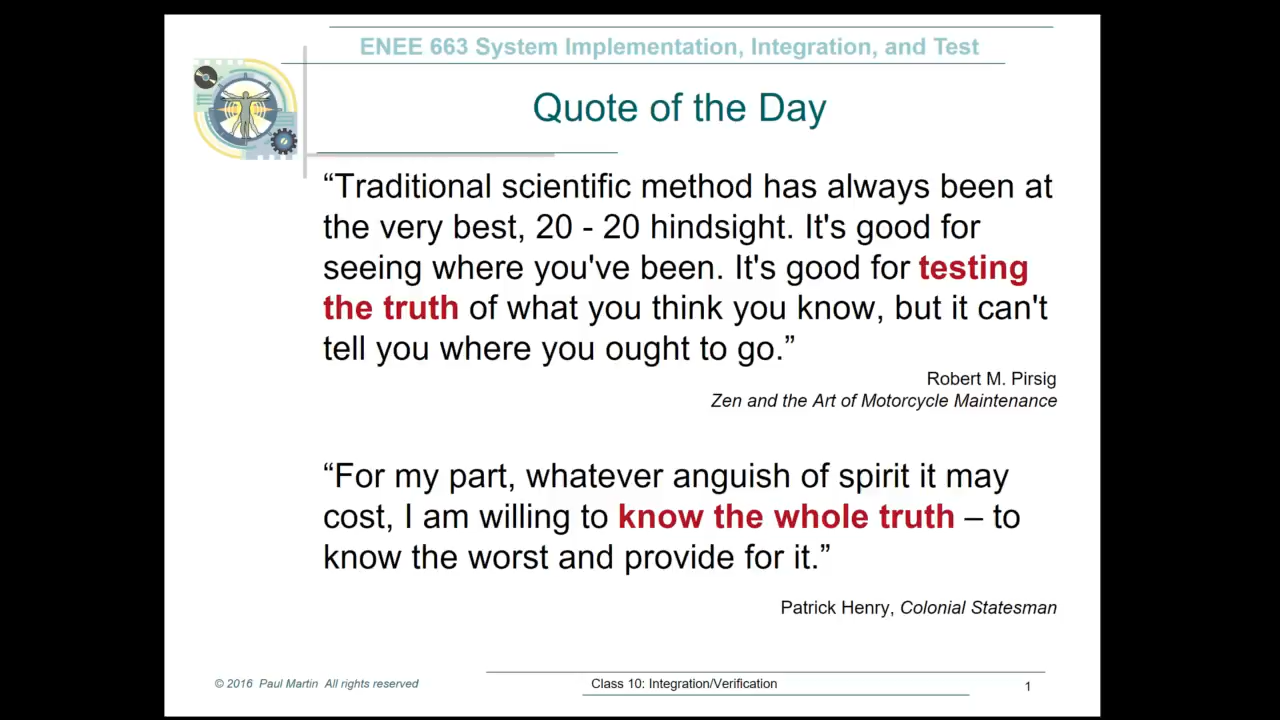 ENEE 663 System Implementation, Integration, and Test
Quote of the Day
“Traditional scientific method has always been at
the very best, 20 - 20 hindsight. It's good for
seeing where you've been. It's good for testing
the truth of what you think you know, but it can't
tell you where you ought to go.”
Robert M. Pirsig
Zen and the Art of Motorcycle Maintenance
“For my part, whatever anguish of spirit it may
cost, I am willing to know the whole truth – to
know the worst and provide for it.”
Patrick Henry, Colonial Statesman
© 2016 Paul Martin All rights reserved
Class 10: Integration/Verification
1